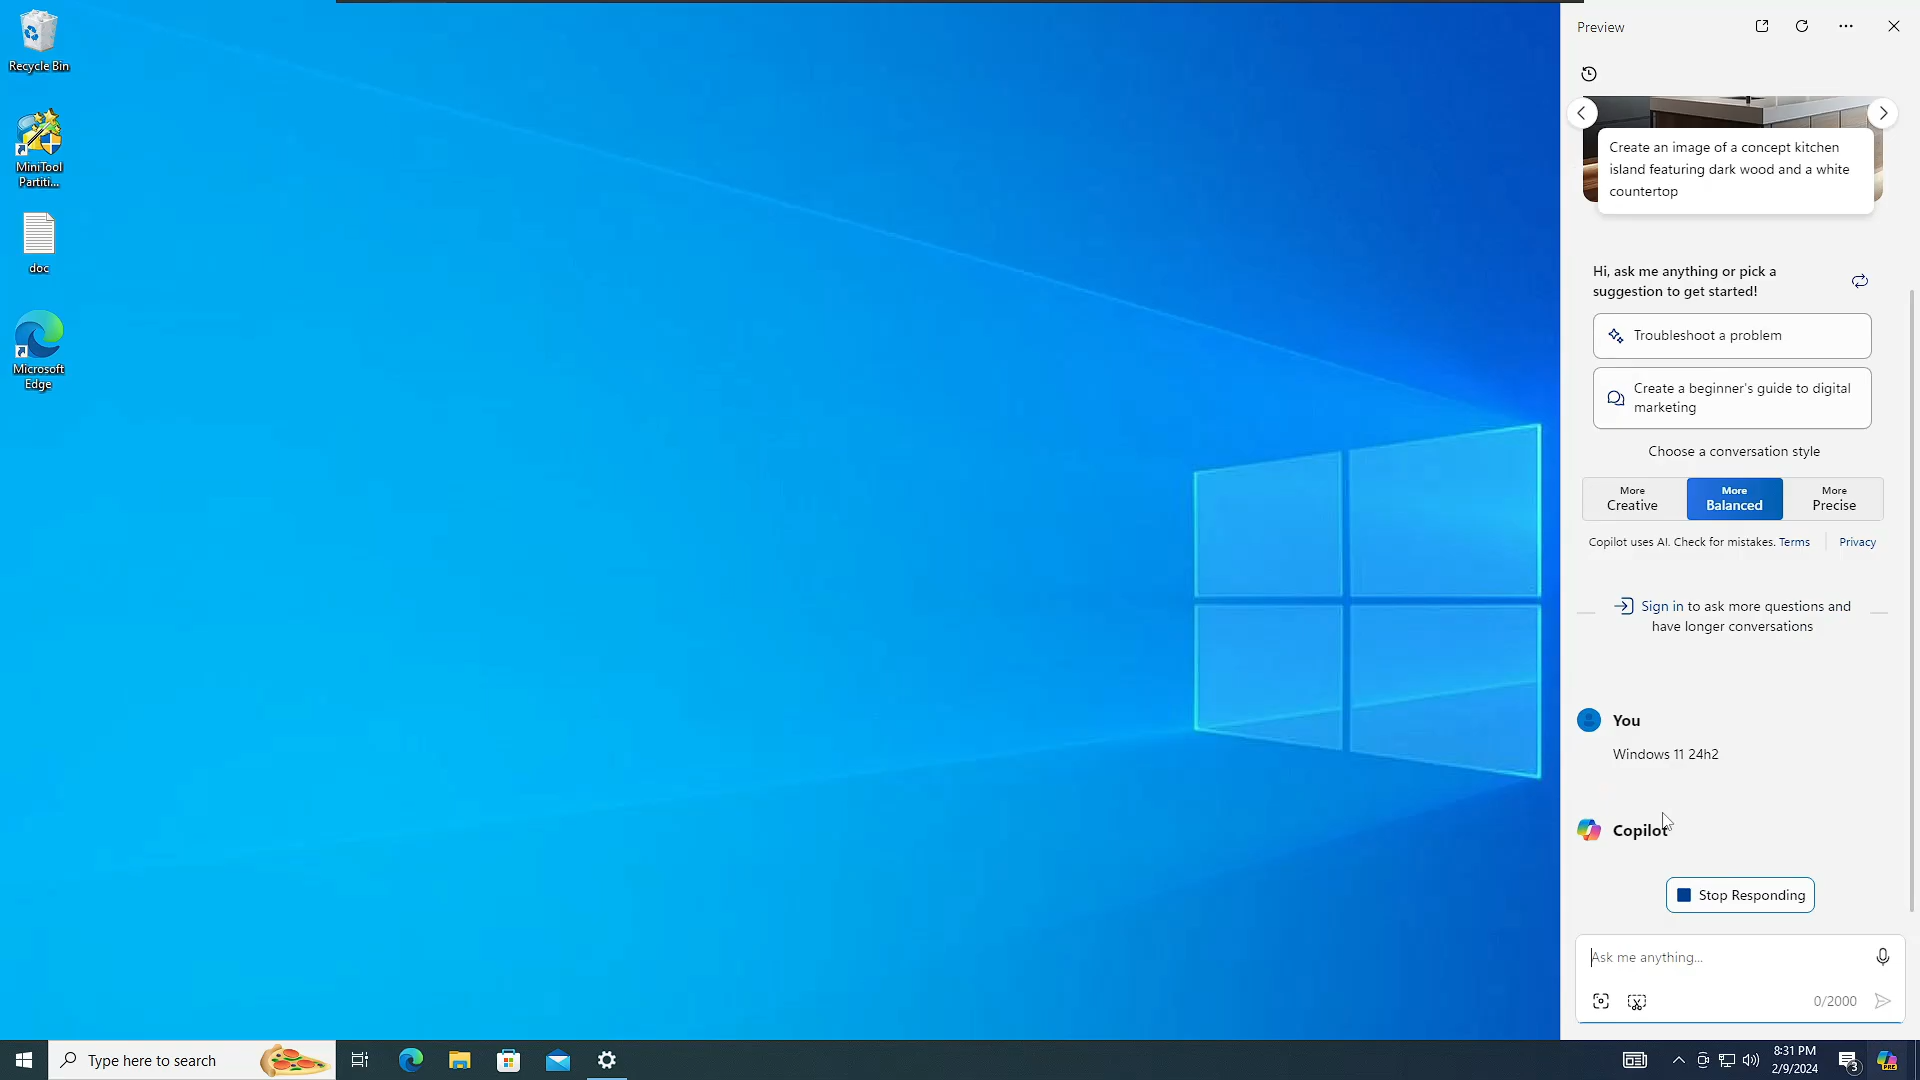 Recycle Bin
MiniTool
Partiti...
doc
Microsoft
Edge
Preview
Create an image of a concept kitchen
island featuring dark wood and a white
countertop
Hi, ask me anything or pick a
suggestion to get started!
Troubleshoot a problem
Create a beginner's guide to digital
marketing
Choose a conversation style
More
Creative
More
Balanced
More
Precise
Copilot uses AI. Check for mistakes. Terms
Privacy
Sign in to ask more questions and
have longer conversations
You
Windows 11 24h2
Copilot
Stop Responding
Ask me anything...
0/2000
Type here to search
8:31 PM
2/9/2024
3
PRE